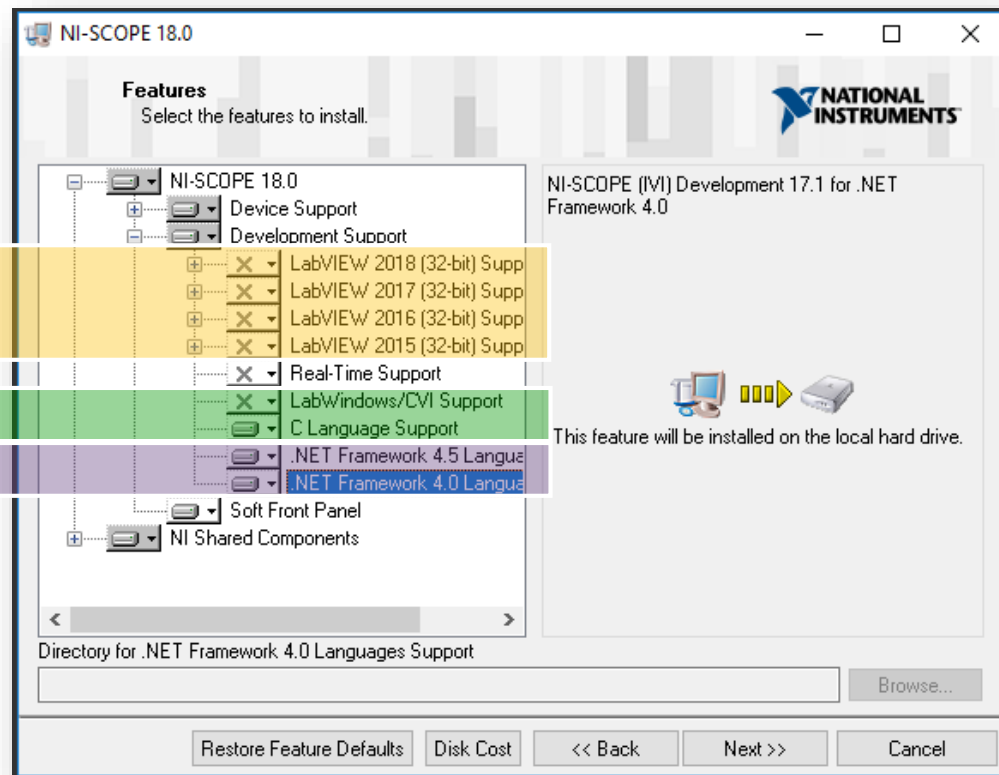 NI-SCOPE 18.0
Features
Select the features to install.
NATIONAL
INSTRUMENTS
NI-SCOPE 18.0
Device Support
Development Support
LabVIEW 2018 (32-bit) Supp
LabVIEW 2017 (32-bit) Supp
LabVIEW 2016 (32-bit) Supp
LabVIEW 2015 (32-bit) Supp
Real-Time Support
LabWindows/CVI Support
C Language Support
.NET Framework 4.5 Langua
.NET Framework 4.0 Langua
Soft Front Panel
NI Shared Components
NI-SCOPE (IVI) Development 17.1 for .NET
Framework 4.0
This feature will be installed on the local hard drive.
Directory for .NET Framework 4.0 Languages Support
Browse...
Restore Feature Defaults
Disk Cost
<< Back
Next >>
Cancel